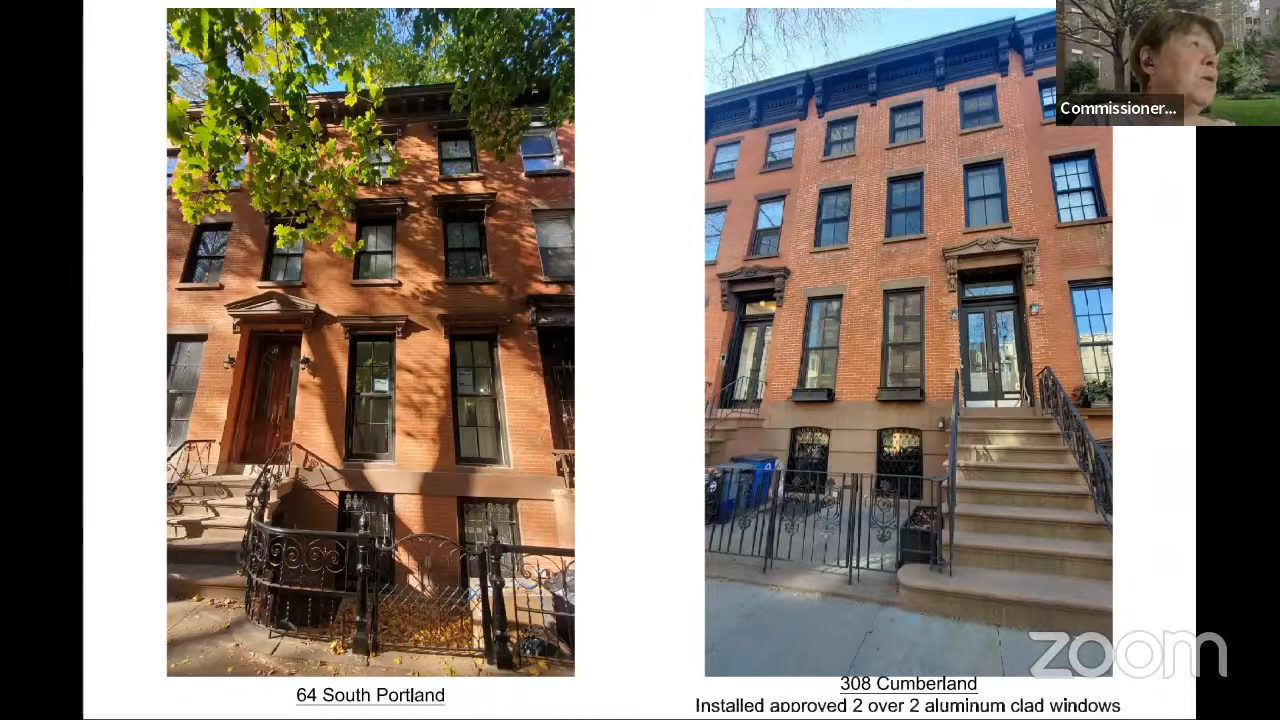 Commissioner...
zoom
64 South Portland
308 Cumberland
Installed approved 2 over 2 aluminum clad windows